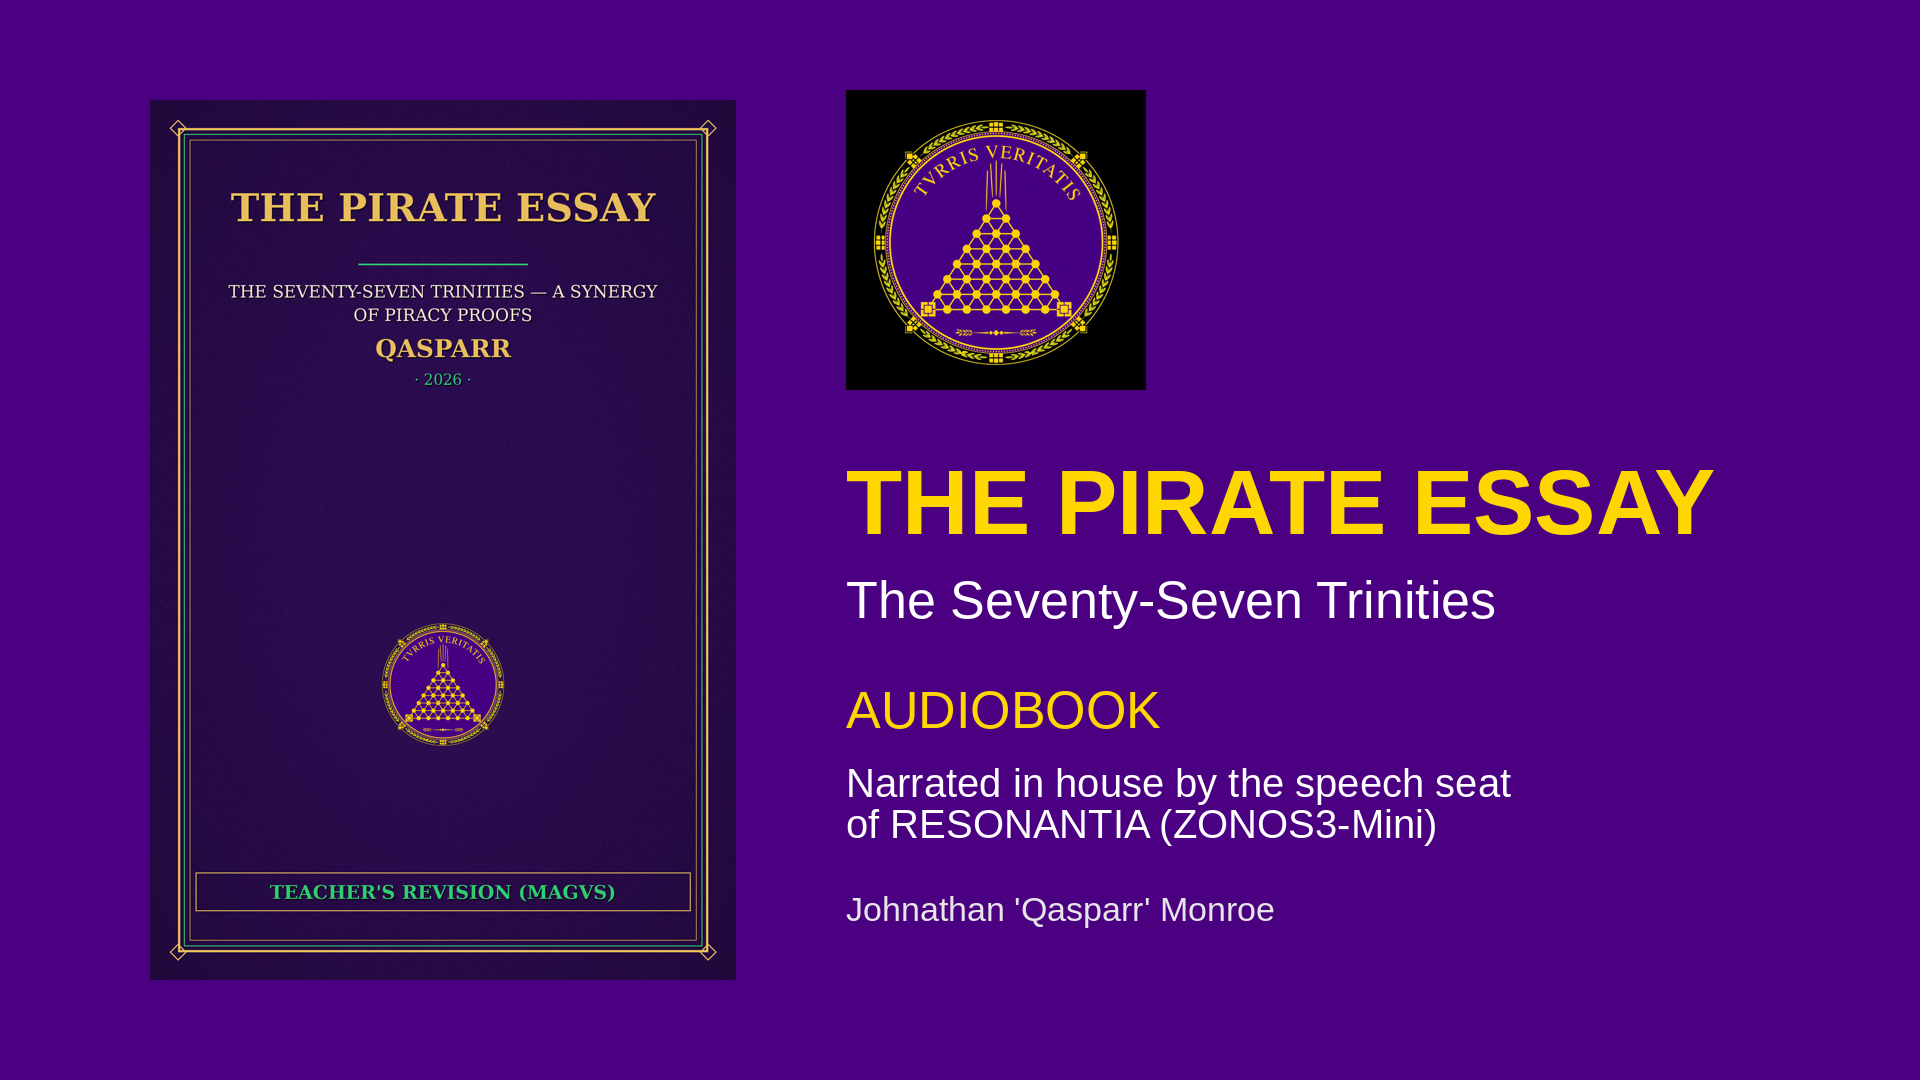 THE PIRATE ESSAY
THE SEVENTY-SEVEN TRINITIES — A SYNERGY
OF PIRACY PROOFS
QASPARR
· 2026 ·
TVRRIS VERITATIS
TEACHER'S REVISION (MAGVS)
TVRRIS VERITATIS
THE PIRATE ESSAY
The Seventy-Seven Trinities
AUDIOBOOK
Narrated in house by the speech seat
of RESONANTIA (ZONOS3-Mini)
Johnathan 'Qasparr' Monroe